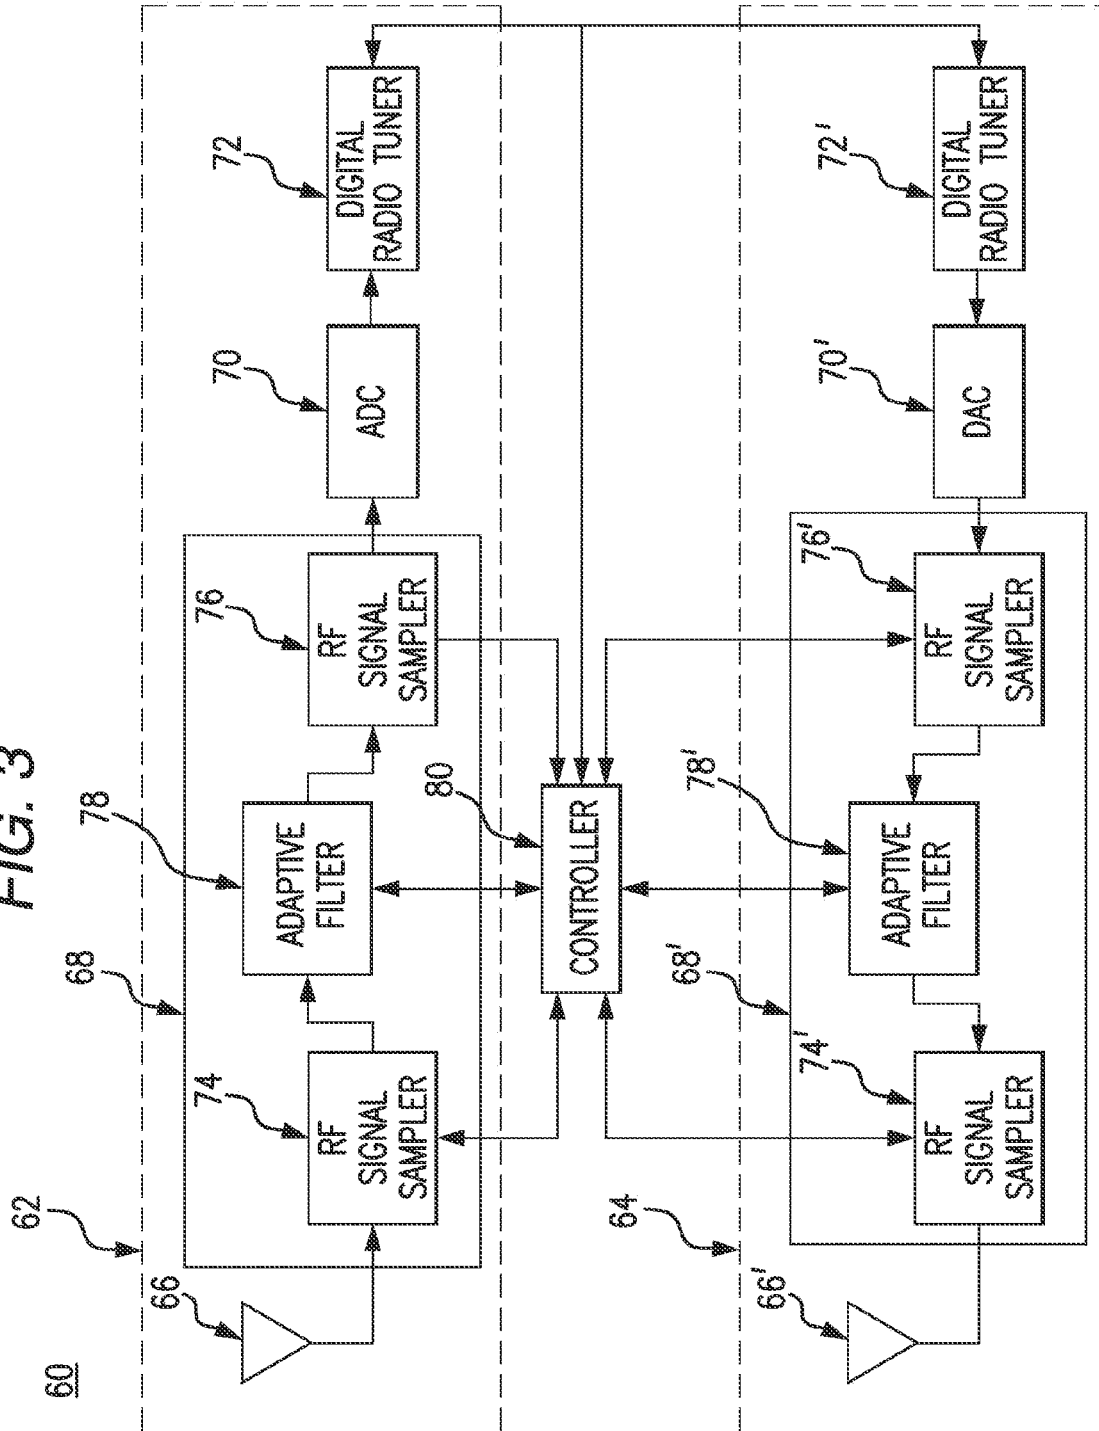 FIG. 3
60
62
66
68
74
RF
SIGNAL
SAMPLER
78
ADAPTIVE
FILTER
76
RF
SIGNAL
SAMPLER
70
ADC
72
DIGITAL
RADIO TUNER
80
CONTROLLER
64
66'
68'
74'
RF
SIGNAL
SAMPLER
78'
ADAPTIVE
FILTER
76'
RF
SIGNAL
SAMPLER
70'
DAC
72'
DIGITAL
RADIO TUNER